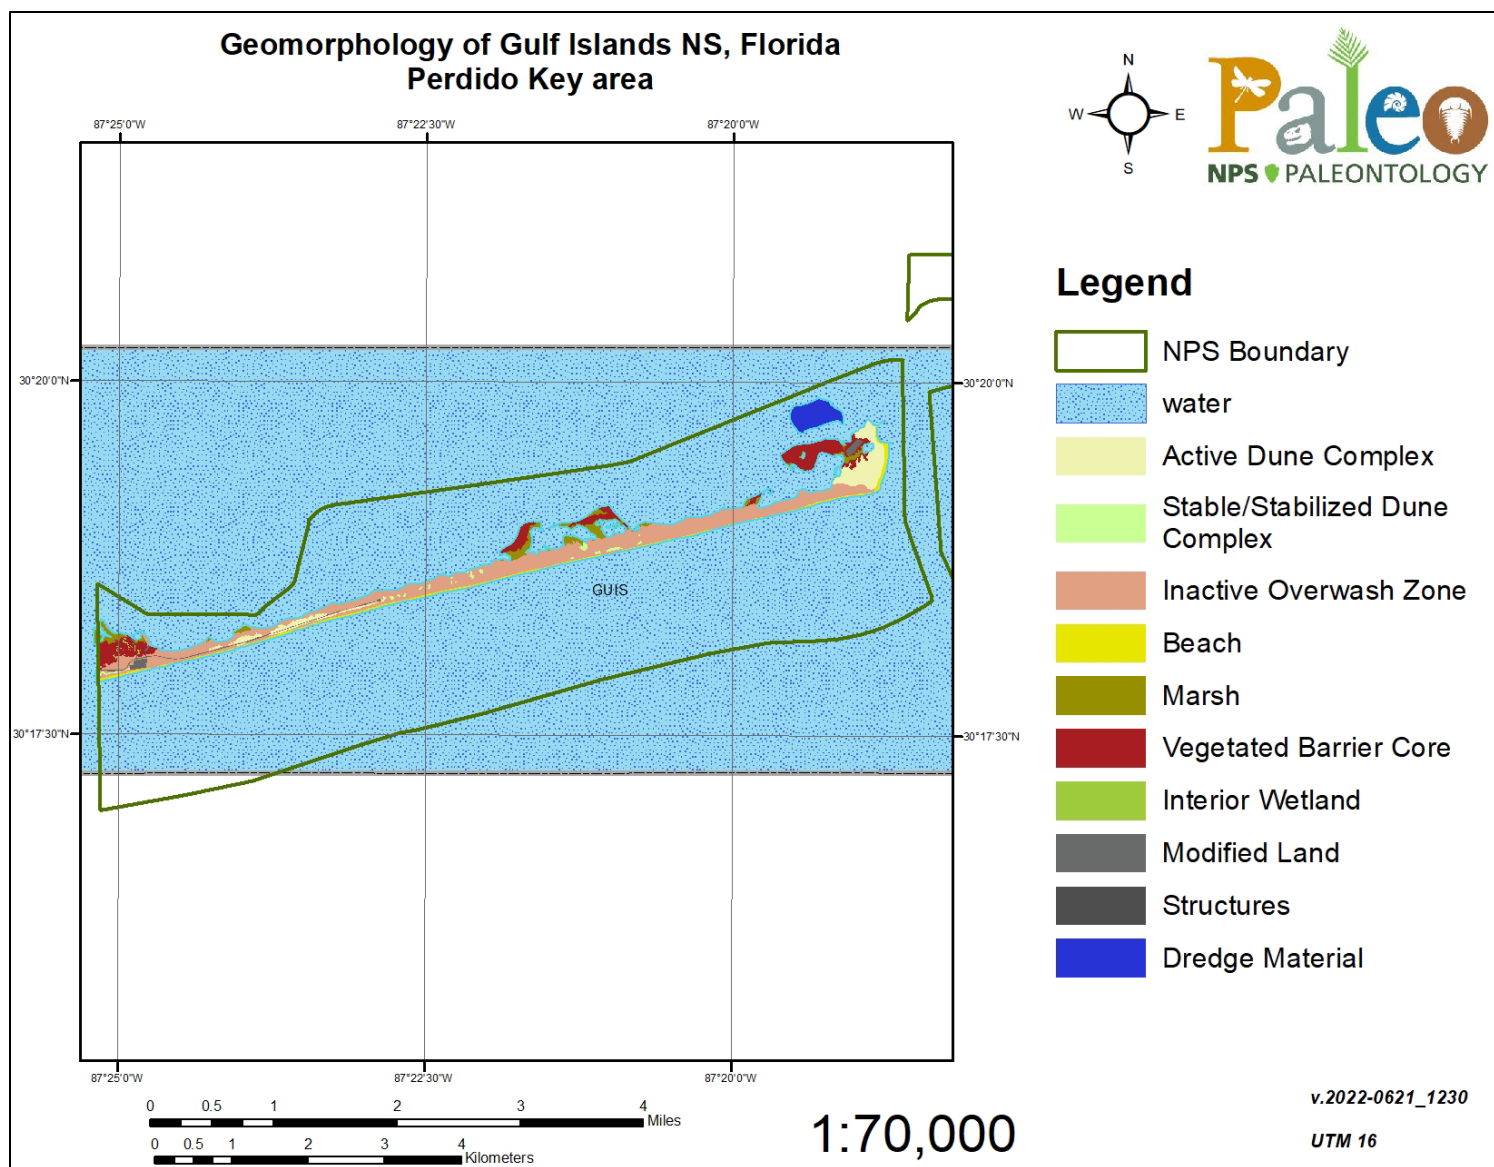 Geomorphology of Gulf Islands NS, Florida
Perdido Key area
N
W
E
S
Paleo
NPS PALEONTOLOGY
87°25'0"W
87°22'30"W
87°20'0"W
30°20'0"N
30°20'0"N
GUIS
30°17'30"N
30°17'30"N
87°25'0"W
87°22'30"W
87°20'0"W
Legend
NPS Boundary
water
Active Dune Complex
Stable/Stabilized Dune
Complex
Inactive Overwash Zone
Beach
Marsh
Vegetated Barrier Core
Interior Wetland
Modified Land
Structures
Dredge Material
0 0.5 1 2 3 4
Miles
0 0.5 1 2 3 4
Kilometers
1:70,000
v.2022-0621_1230
UTM 16